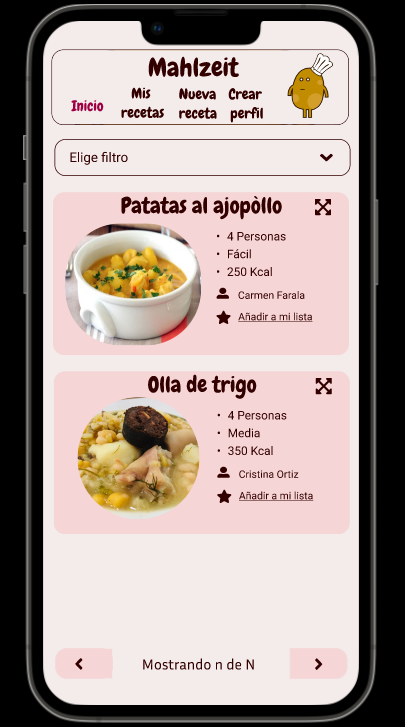 Mahlzeit
Inicio
Mis recetas
Nueva receta
Crear perfil
Elige filtro
Patatas al ajopòllo
• 4 Personas
• Fácil
• 250 Kcal
Carmen Farala
Añadir a mi lista
Olla de trigo
• 4 Personas
• Media
• 350 Kcal
Cristina Ortiz
Añadir a mi lista
Mostrando n de N